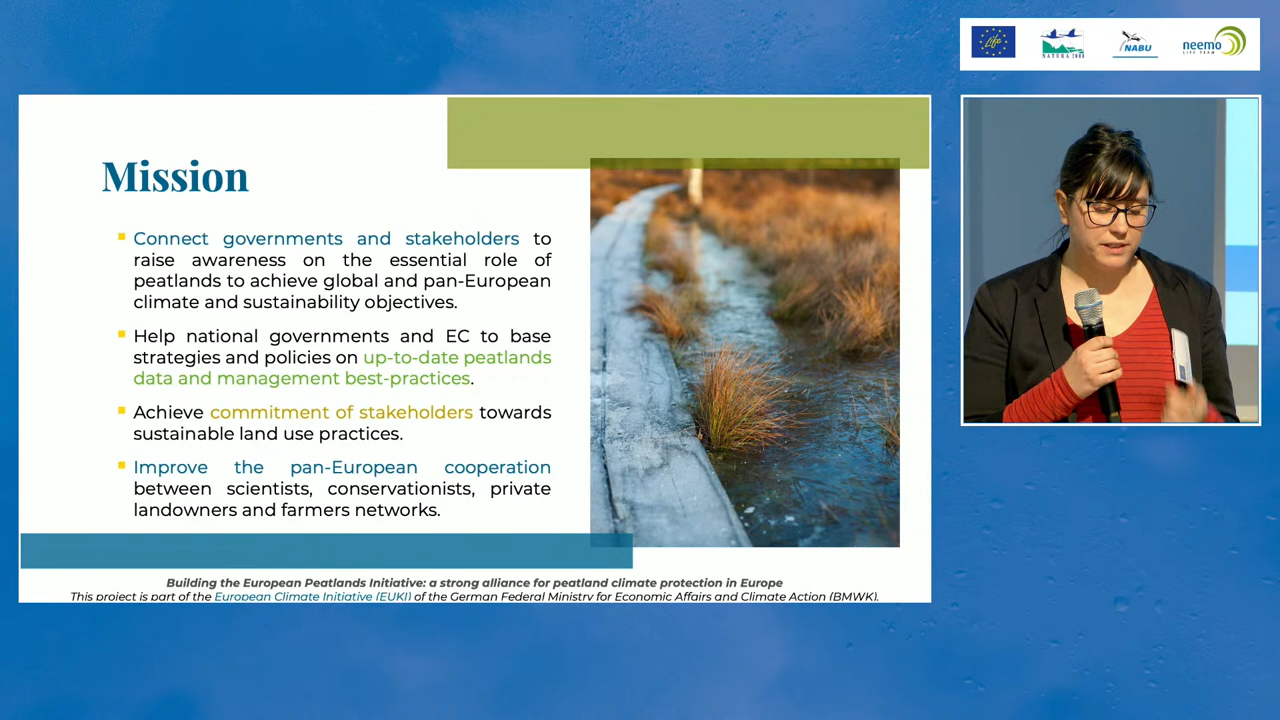 Life
NATURA 2000
NABU
neemo
LIFE TEAM
Mission
Connect governments and stakeholders to
raise awareness on the essential role of
peatlands to achieve global and pan-European
climate and sustainability objectives.
Help national governments and EC to base
strategies and policies on up-to-date peatlands
data and management best-practices.
Achieve commitment of stakeholders towards
sustainable land use practices.
Improve the pan-European cooperation
between scientists, conservationists, private
landowners and farmers networks.
Building the European Peatlands Initiative: a strong alliance for peatland climate protection in Europe
This project is part of the European Climate Initiative (EUKI) of the German Federal Ministry for Economic Affairs and Climate Action (BMWK).